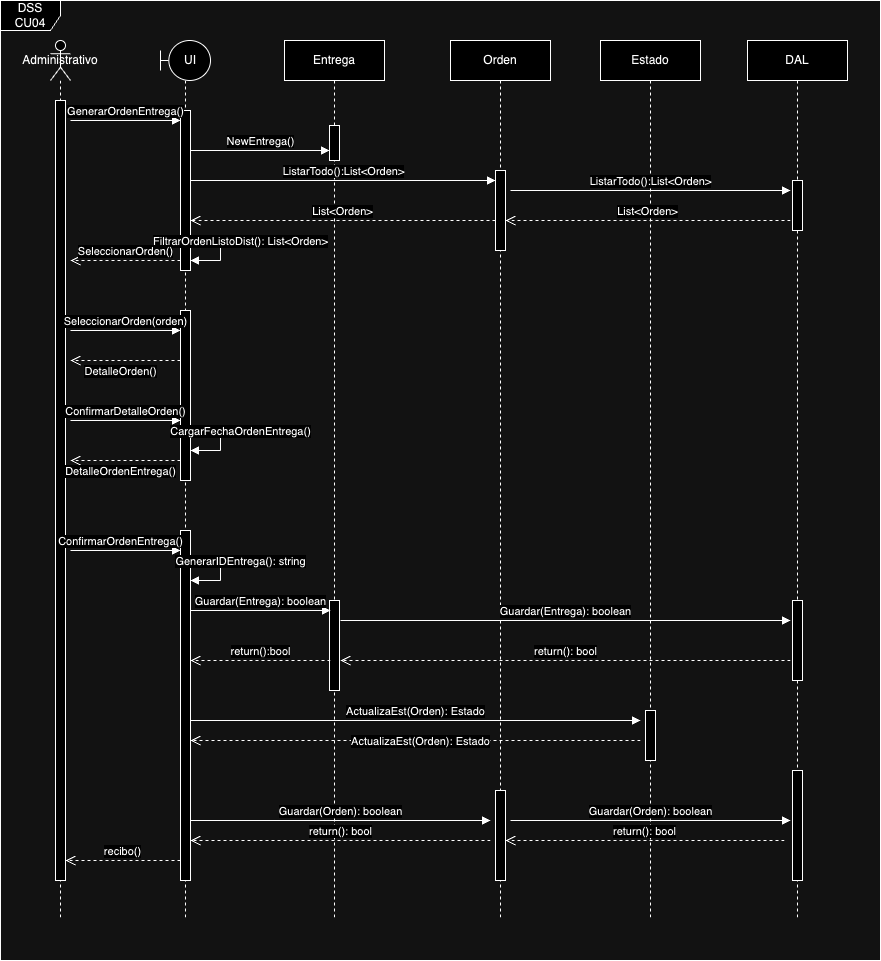 DSS
CU04
Administrativo
UI
Entrega
Orden
Estado
DAL
GenerarOrdenEntrega()
NewEntrega()
ListarTodo():List<Orden>
ListarTodo():List<Orden>
List<Orden>
List<Orden>
FiltrarOrdenListoDist(): List<Orden>
SeleccionarOrden()
SeleccionarOrden(orden)
DetalleOrden()
ConfirmarDetalleOrden()
CargarFechaOrdenEntrega()
DetalleOrdenEntrega()
ConfirmarOrdenEntrega()
GenerarIDEntrega(): string
Guardar(Entrega): boolean
Guardar(Entrega): boolean
return():bool
return(): bool
ActualizaEst(Orden): Estado
ActualizaEst(Orden): Estado
Guardar(Orden): boolean
Guardar(Orden): boolean
return(): bool
return(): bool
recibo()